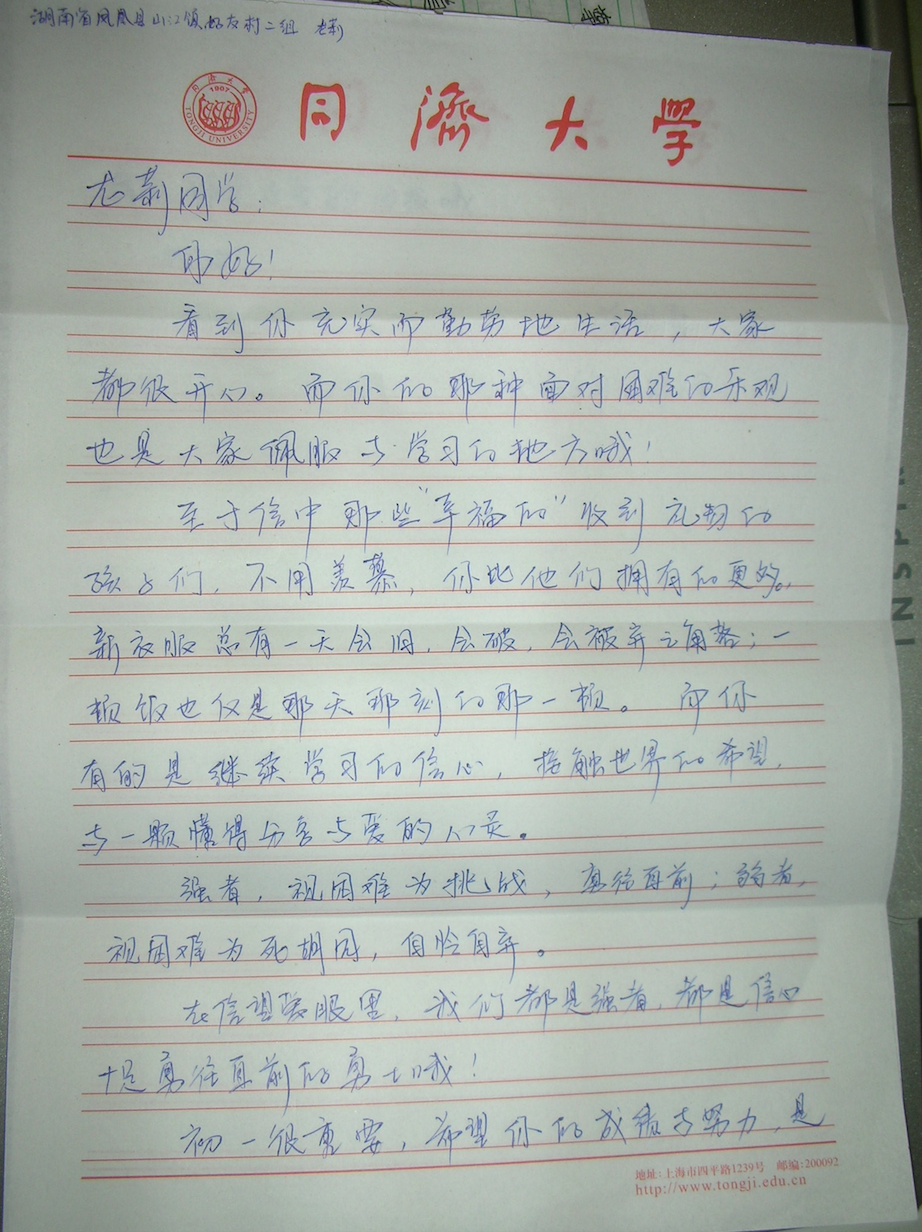 湖南省凤凰县山江镇好友村二组 龙莉
同济大学
1907
TONGJI UNIVERSITY
同济大学
龙莉同学：
你好！
看到你充实而勤劳地生活，大家
都很开心。而你的那种面对困难的乐观
也是大家佩服与学习的地方哦！
至于信中那些“幸福的”收到礼物的
孩子们，不用羡慕，你比他们拥有的更多。
新衣服总有一天会旧，会破，会被弃之角落；一
顿饭也仅是那天那刻的那一顿。而你
有的是继续学习的信心，接触世界的希望，
与一颗懂得分享与爱的心灵。
强者，视困难为挑战，勇往直前；弱者，
视困难为死胡同，自怜自弃。
在信望爱眼里，我们都是强者，都是信心
十足勇往直前的勇士哦！
初一很重要，希望你的成绩与努力，是
地址：上海市四平路1239号 邮编：200092
http://www.tongji.edu.cn